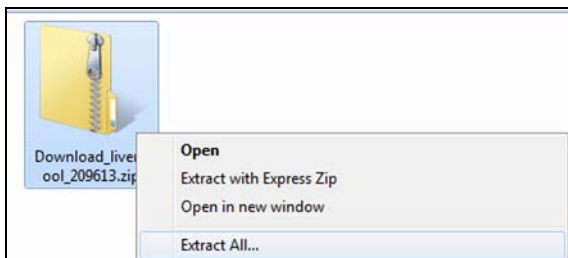 Download_liver
ool_209613.zip
Open
Extract with Express Zip
Open in new window
Extract All...